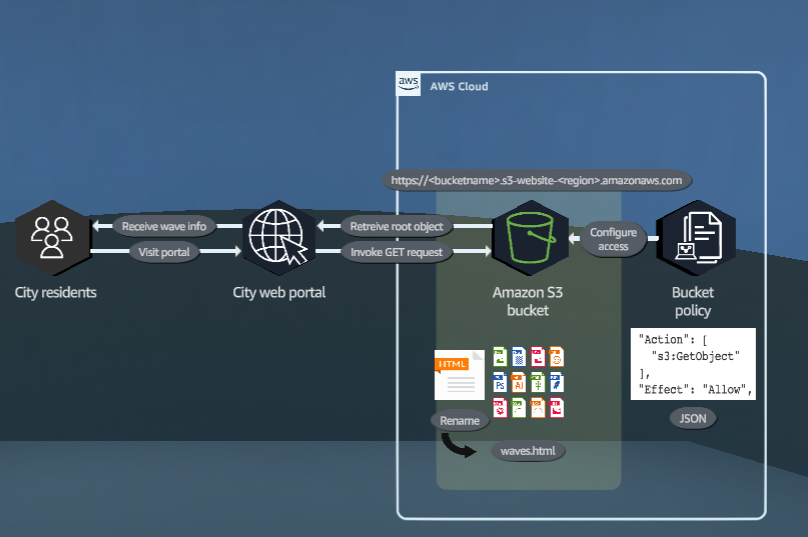 aws
AWS Cloud
https://<bucketname>.s3-website-<region>.amazonaws.com
Receive wave info
Retreive root object
Configure
access
Visit portal
Invoke GET request
City residents
City web portal
Amazon S3
bucket
Bucket
policy
"Action": [
"s3:GetObject"
],
"Effect": "Allow",
HTML
Ps
Ai
Rename
JSON
waves.html